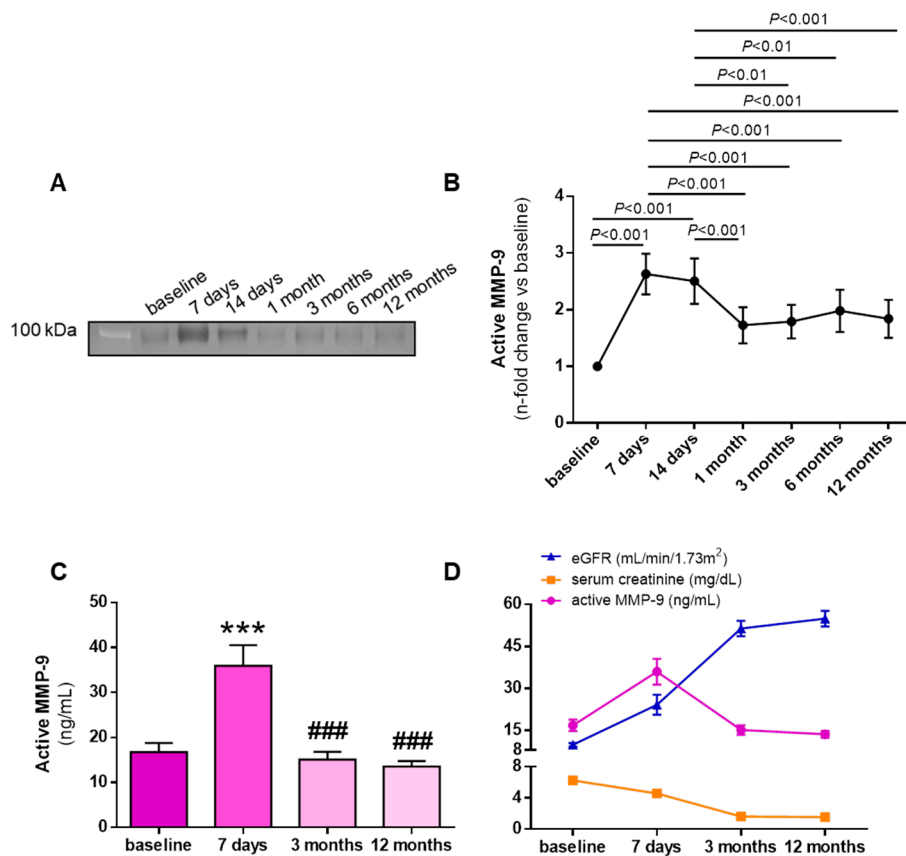 A
baseline
7 days
14 days
1 month
3 months
6 months
12 months
100 kDa
B
P<0.001
P<0.01
P<0.01
P<0.001
P<0.001
P<0.001
P<0.001
P<0.001
P<0.001
P<0.001
Active MMP-9
(n-fold change vs baseline)
4
3
2
1
0
baseline
7 days
14 days
1 month
3 months
6 months
12 months
C
Active MMP-9
(ng/mL)
50
40
30
20
10
0
***
###
###
baseline
7 days
3 months
12 months
D
eGFR (mL/min/1.73m²)
serum creatinine (mg/dL)
active MMP-9 (ng/mL)
60
45
30
15
8
8
4
0
baseline
7 days
3 months
12 months